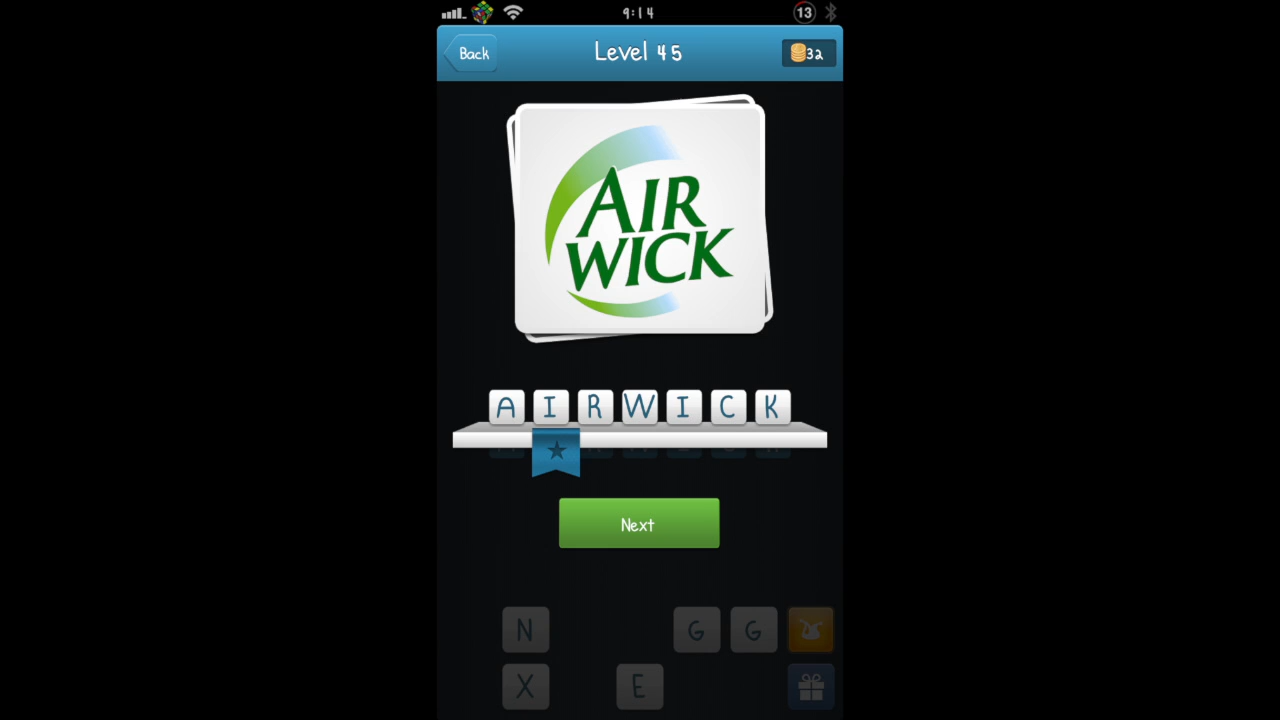 9:14
13
Back
Level 45
32
AIR
WICK
A I R W I C K
Next
N G G
X E